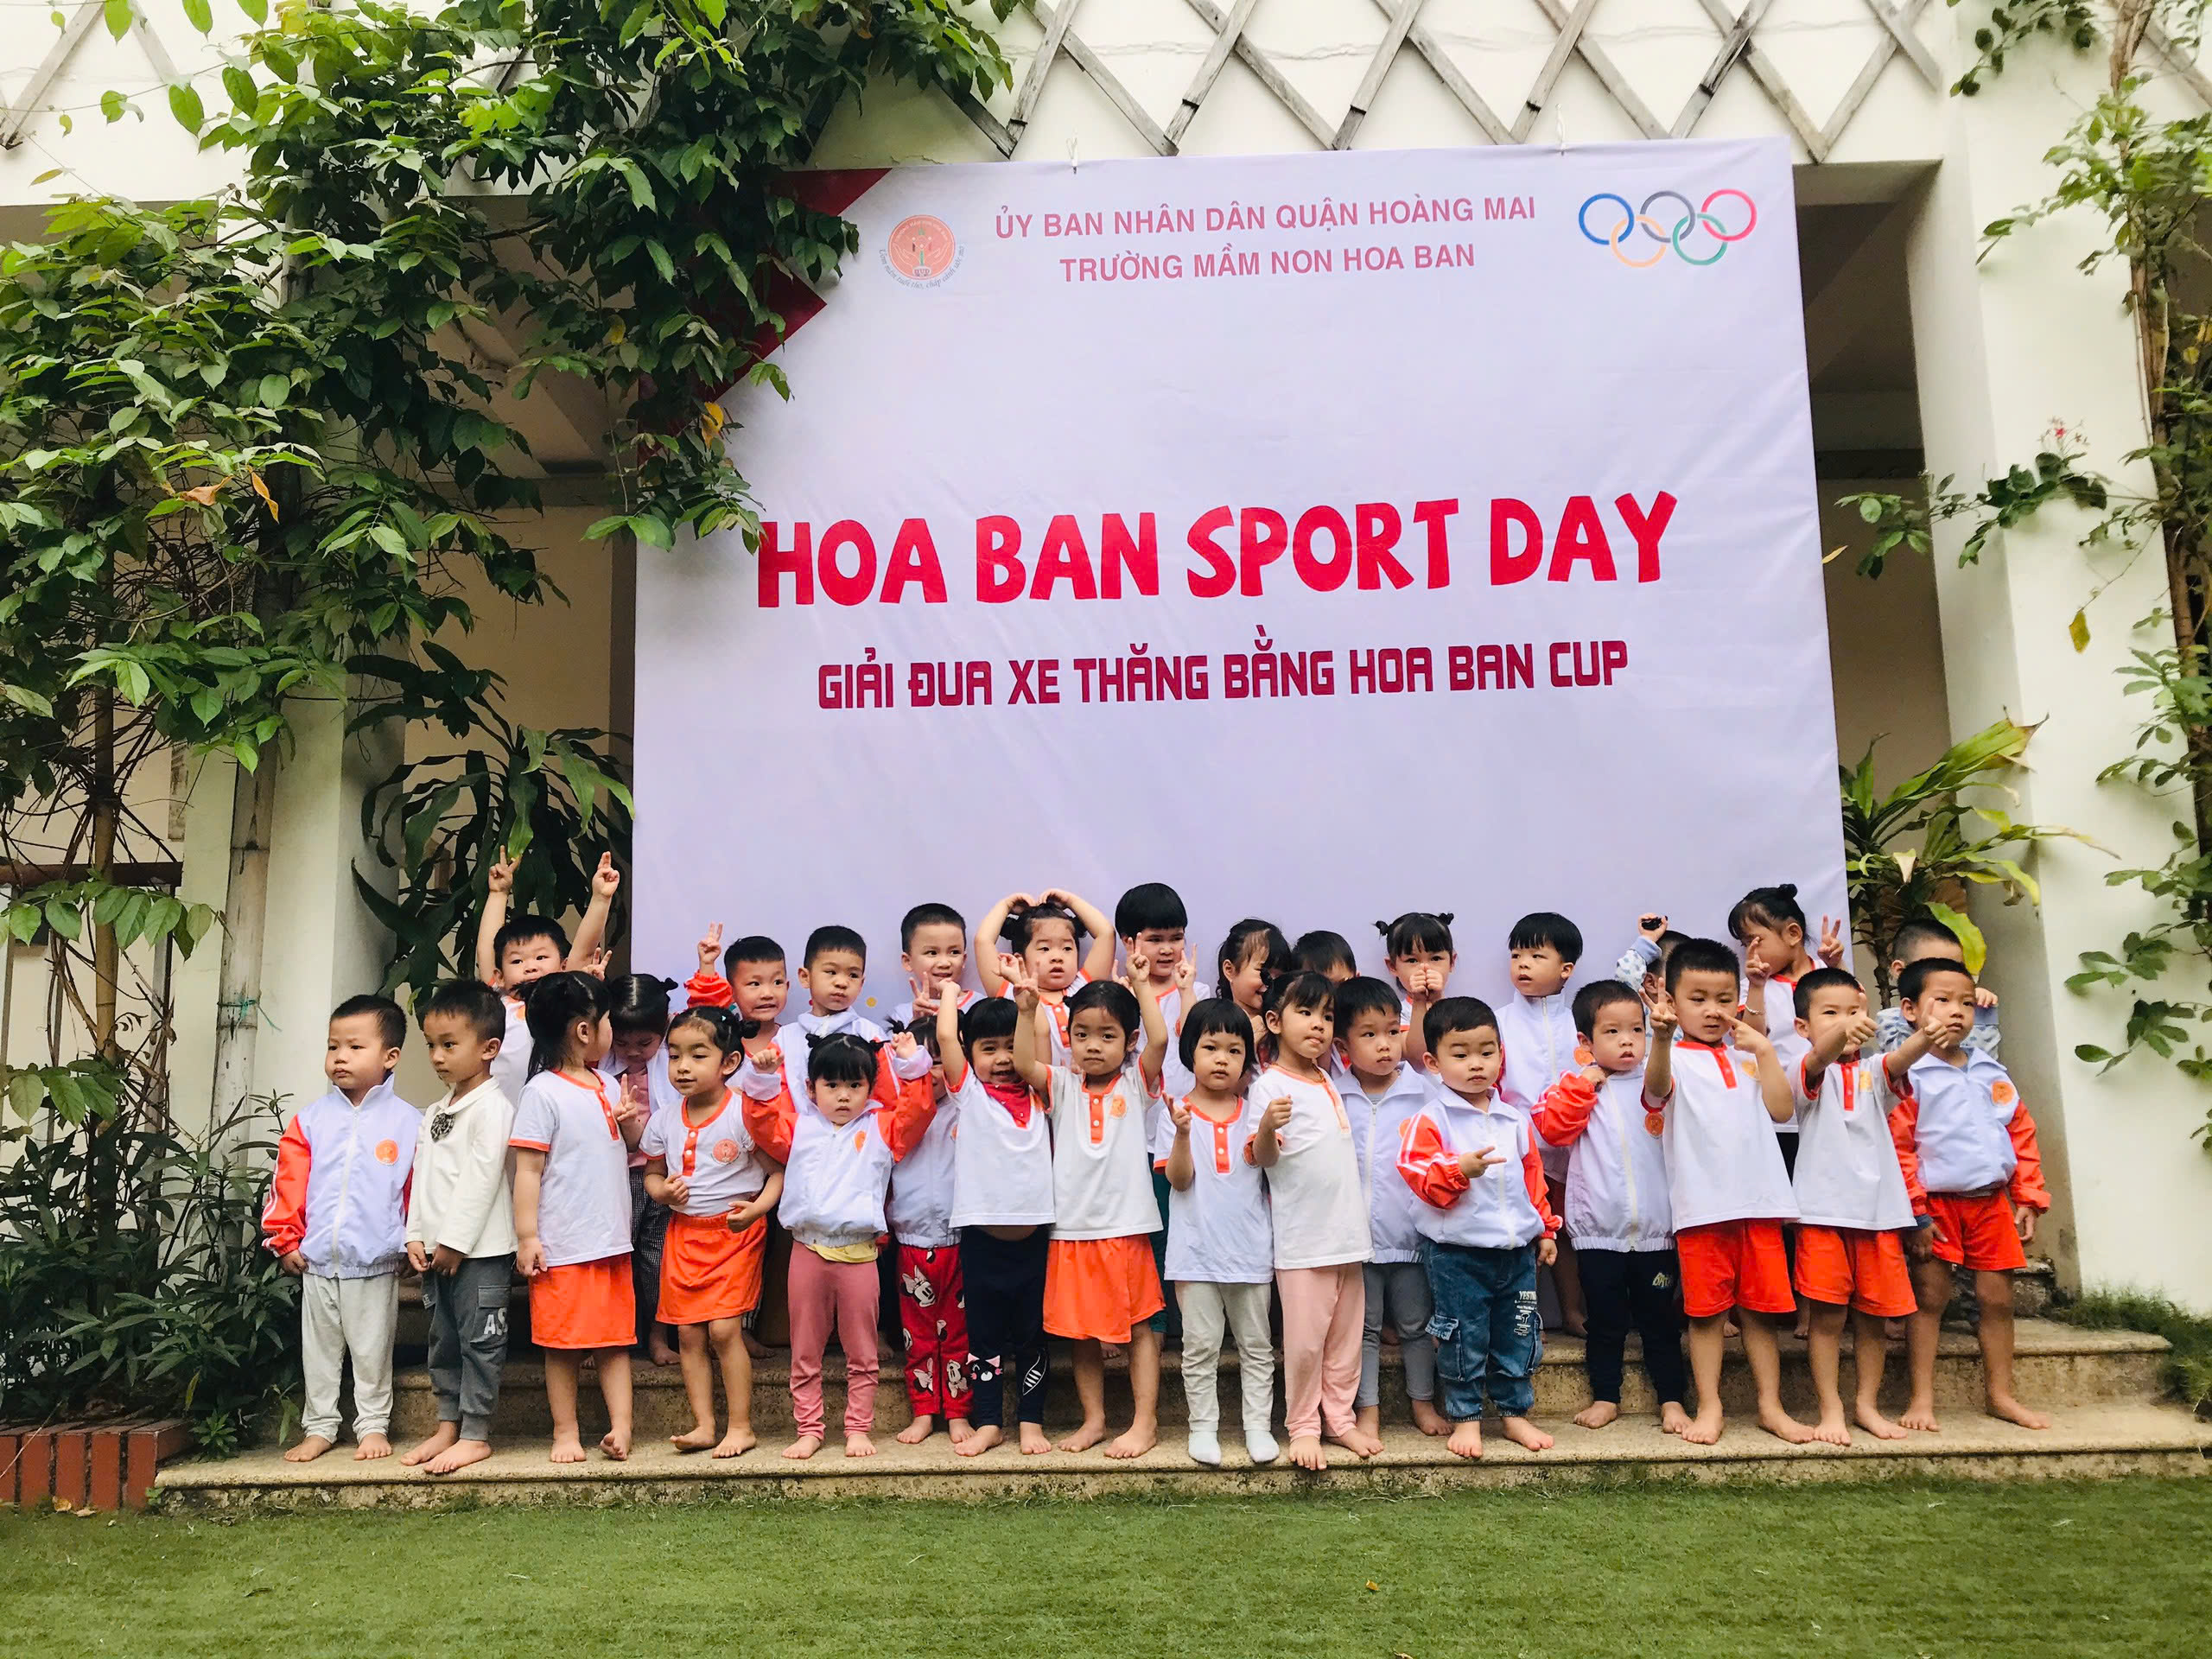 ỦY BAN NHÂN DÂN QUẬN HOÀNG MAI
TRƯỜNG MẦM NON HOA BAN
HOA BAN SPORT DAY
GIẢI ĐUA XE THĂNG BẰNG HOA BAN CUP